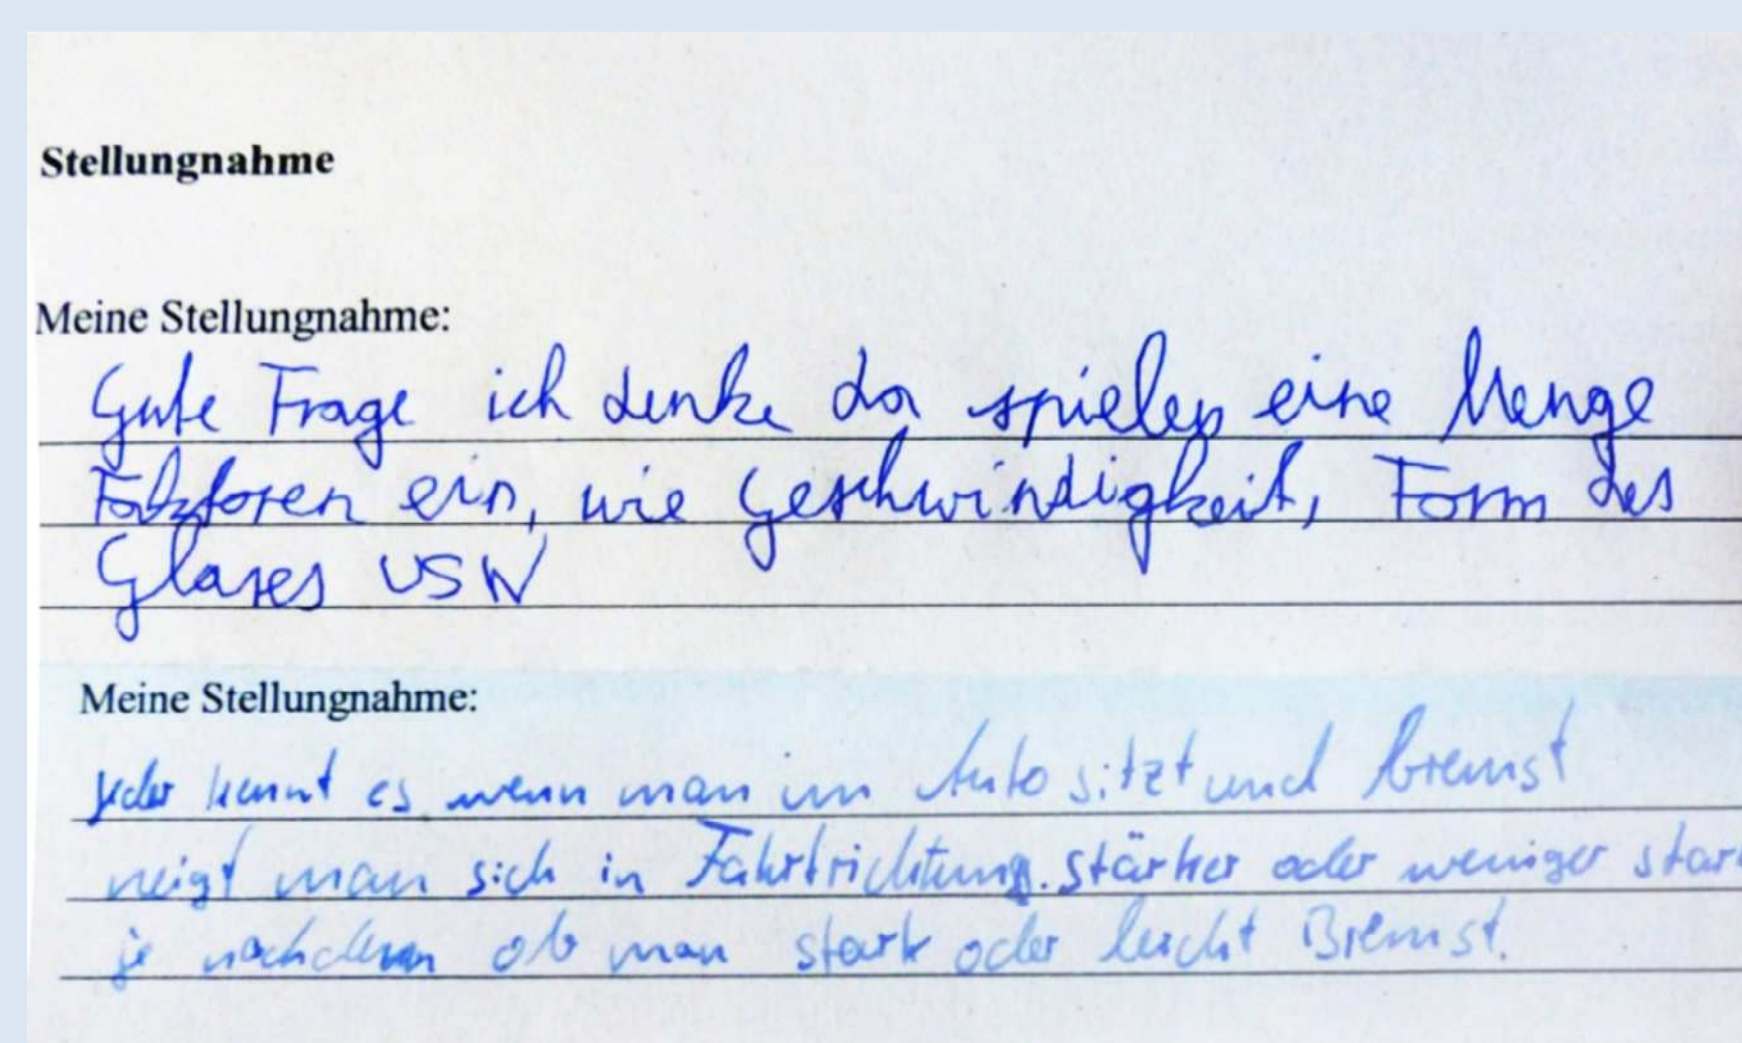 Stellungnahme
Meine Stellungnahme:
Gute Frage ich denke da spielen eine Menge
Faktoren ein, wie Geschwindigkeit, Form des
Glases USW
Meine Stellungnahme:
jeder kennt es wenn man im Auto sitzt und bremst
neigt man sich in Fahrtrichtung. stärker oder weniger stark
je nachdem ob man stark oder leicht Bremst.